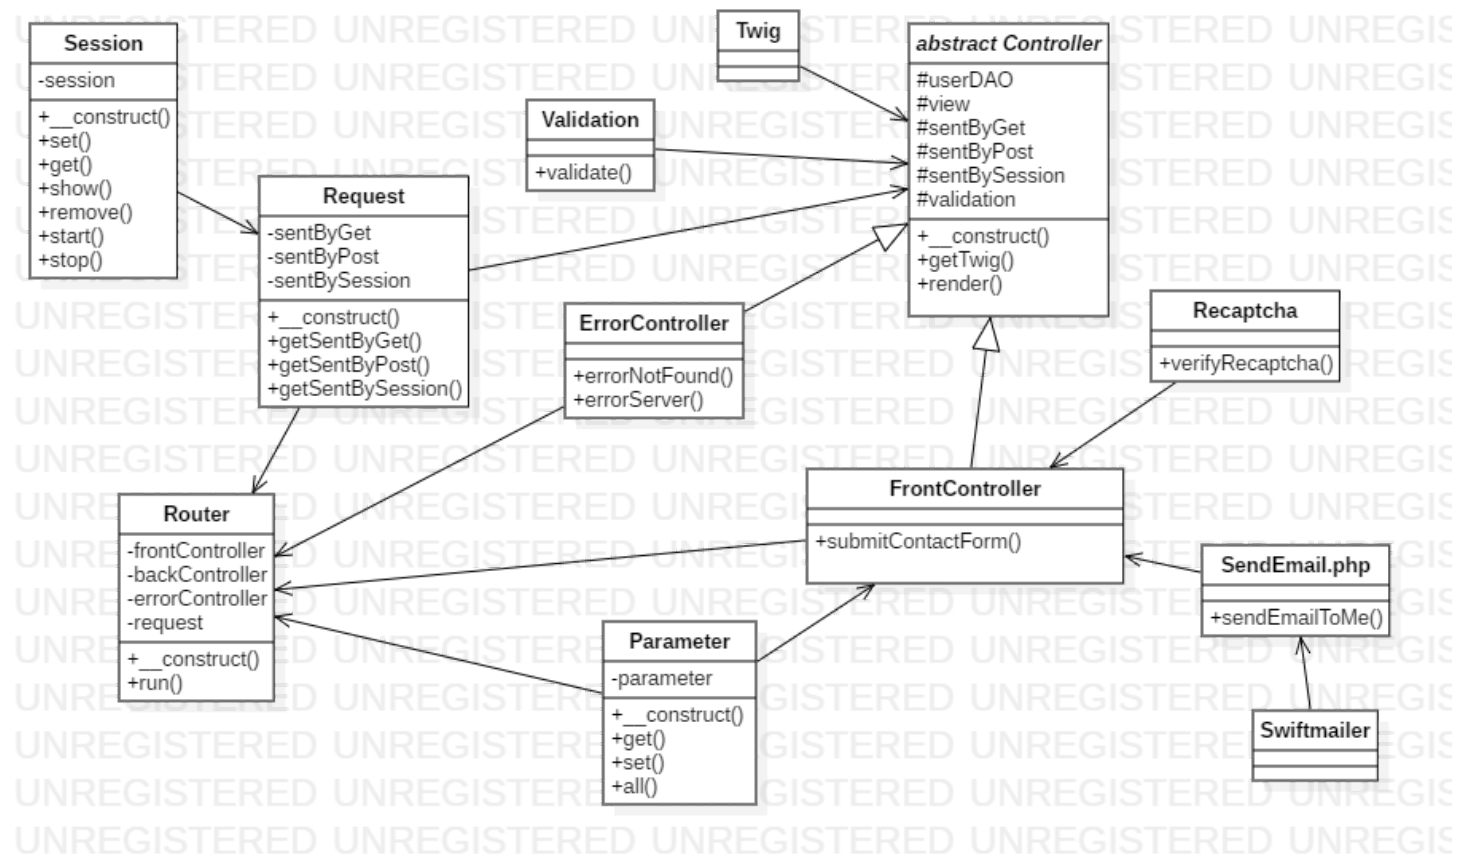 Session
-session
+__construct()
+set()
+get()
+show()
+remove()
+start()
+stop()
Request
-sentByGet
-sentByPost
-sentBySession
+__construct()
+getSentByGet()
+getSentByPost()
+getSentBySession()
Validation
+validate()
Twig
abstract Controller
#userDAO
#view
#sentByGet
#sentByPost
#sentBySession
#validation
+__construct()
+getTwig()
+render()
ErrorController
+errorNotFound()
+errorServer()
Recaptcha
+verifyRecaptcha()
Router
-frontController
-backController
-errorController
-request
+__construct()
+run()
FrontController
+submitContactForm()
SendEmail.php
+sendEmailToMe()
Parameter
-parameter
+__construct()
+get()
+set()
+all()
Swiftmailer
UNREGISTERED